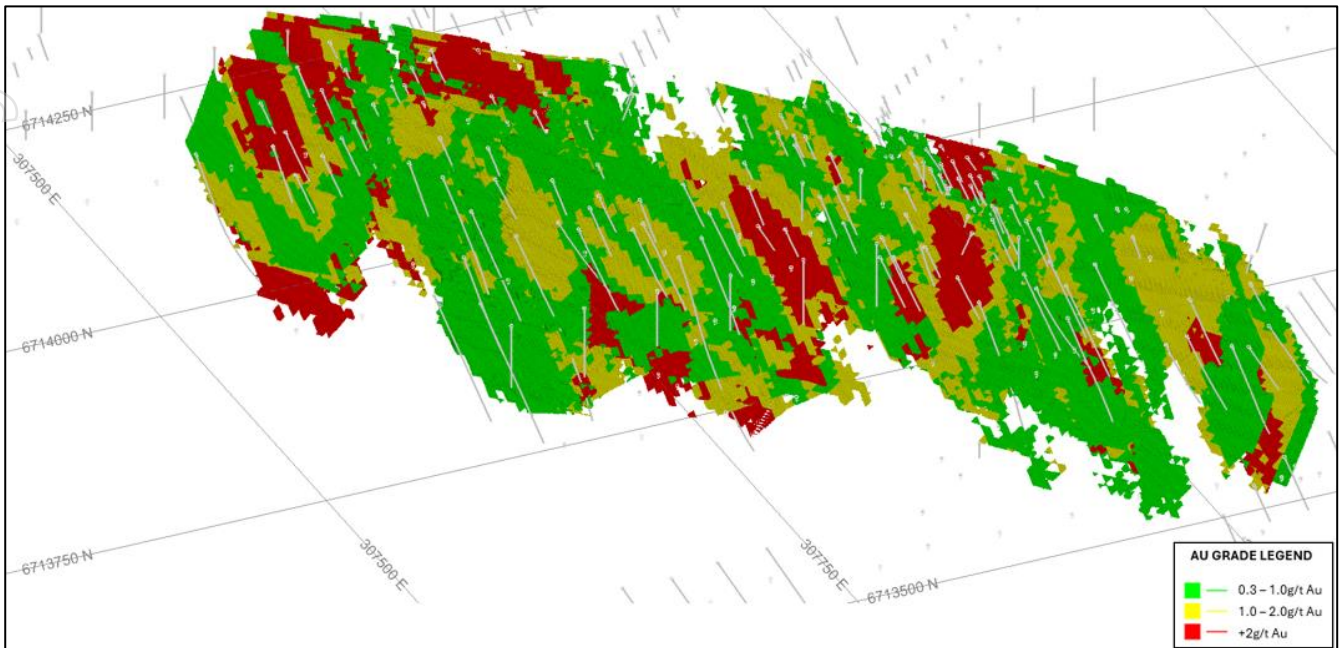 6714250 N
307500 E
6714000 N
6713750 N
307500 E
307750 E
6713500 N
AU GRADE LEGEND
0.3 – 1.0g/t Au
1.0 – 2.0g/t Au
+2g/t Au